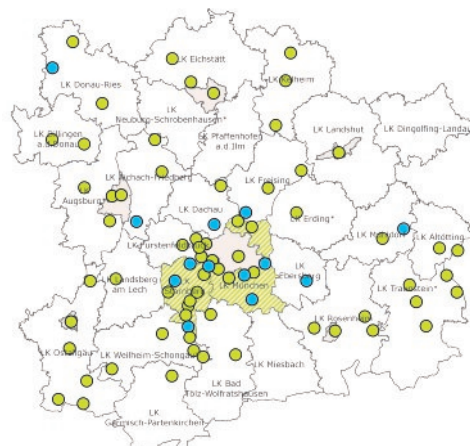 LK Eichstätt
LK Kelheim
LK Donau-Ries
LK
Neuburg-Schrobenhausen*
LK Dillingen
a.d.Donau
LK Pfaffenhofen
a.d.Ilm
LK Landshut
LK Dingolfing-Landau
LK Aichach-Friedberg
LK Freising
LK
Augsburg*
LK Dachau
LK Erding*
LK Mühldorf
LK Altötting
LK Fürstenfeldbruck
LK
Ebersberg
LK Landsberg
am Lech
LK
LK München
LK Traunstein*
LK Rosenheim
LK Ostallgäu
LK Weilheim-Schongau
LK Miesbach
LK Bad
Tölz-Wolfratshausen
LK
Garmisch-Partenkirchen